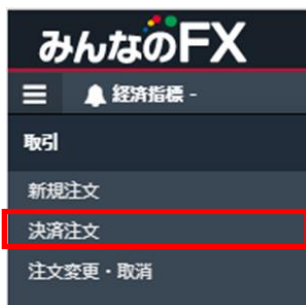 みんなのFX
経済指標 -
取引
新規注文
決済注文
注文変更・取消